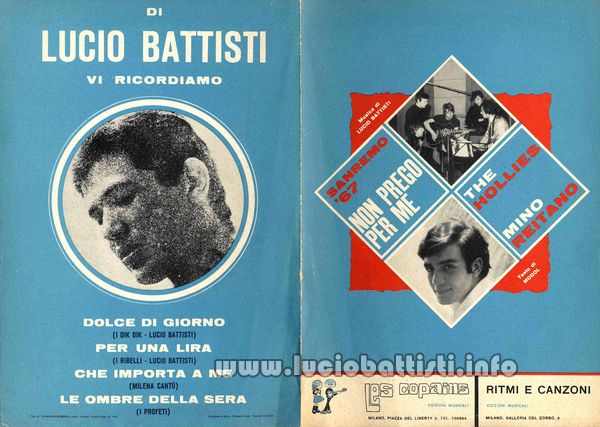 DI
LUCIO BATTISTI
VI RICORDIAMO
DOLCE DI GIORNO
(I DIK DIK - LUCIO BATTISTI)
PER UNA LIRA
(I RIBELLI - LUCIO BATTISTI)
CHE IMPORTA A ME
(MILENA CANTÙ)
LE OMBRE DELLA SERA
(I PROFETI)
Musica di
LUCIO BATTISTI
SANREMO
'67
NON PREGO
PER ME
THE
HOLLIES
MINO
REITANO
Testo di
MOGOL
www.luciobattisti.info
Les copains
EDIZIONI MUSICALI
MILANO, PIAZZA DEL LIBERTY 2, TEL. 700964
RITMI E CANZONI
EDIZIONI MUSICALI
MILANO, GALLERIA DEL CORSO, 2